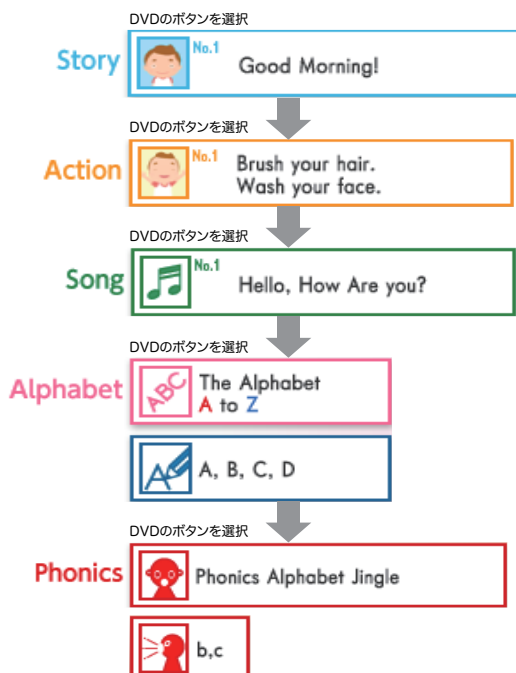 DVDのボタンを選択
Story
No.1
Good Morning!
DVDのボタンを選択
Action
No.1
Brush your hair.
Wash your face.
DVDのボタンを選択
Song
No.1
Hello, How Are you?
DVDのボタンを選択
Alphabet
ABC
The Alphabet
A to Z
A
A, B, C, D
DVDのボタンを選択
Phonics
Phonics Alphabet Jingle
b,c